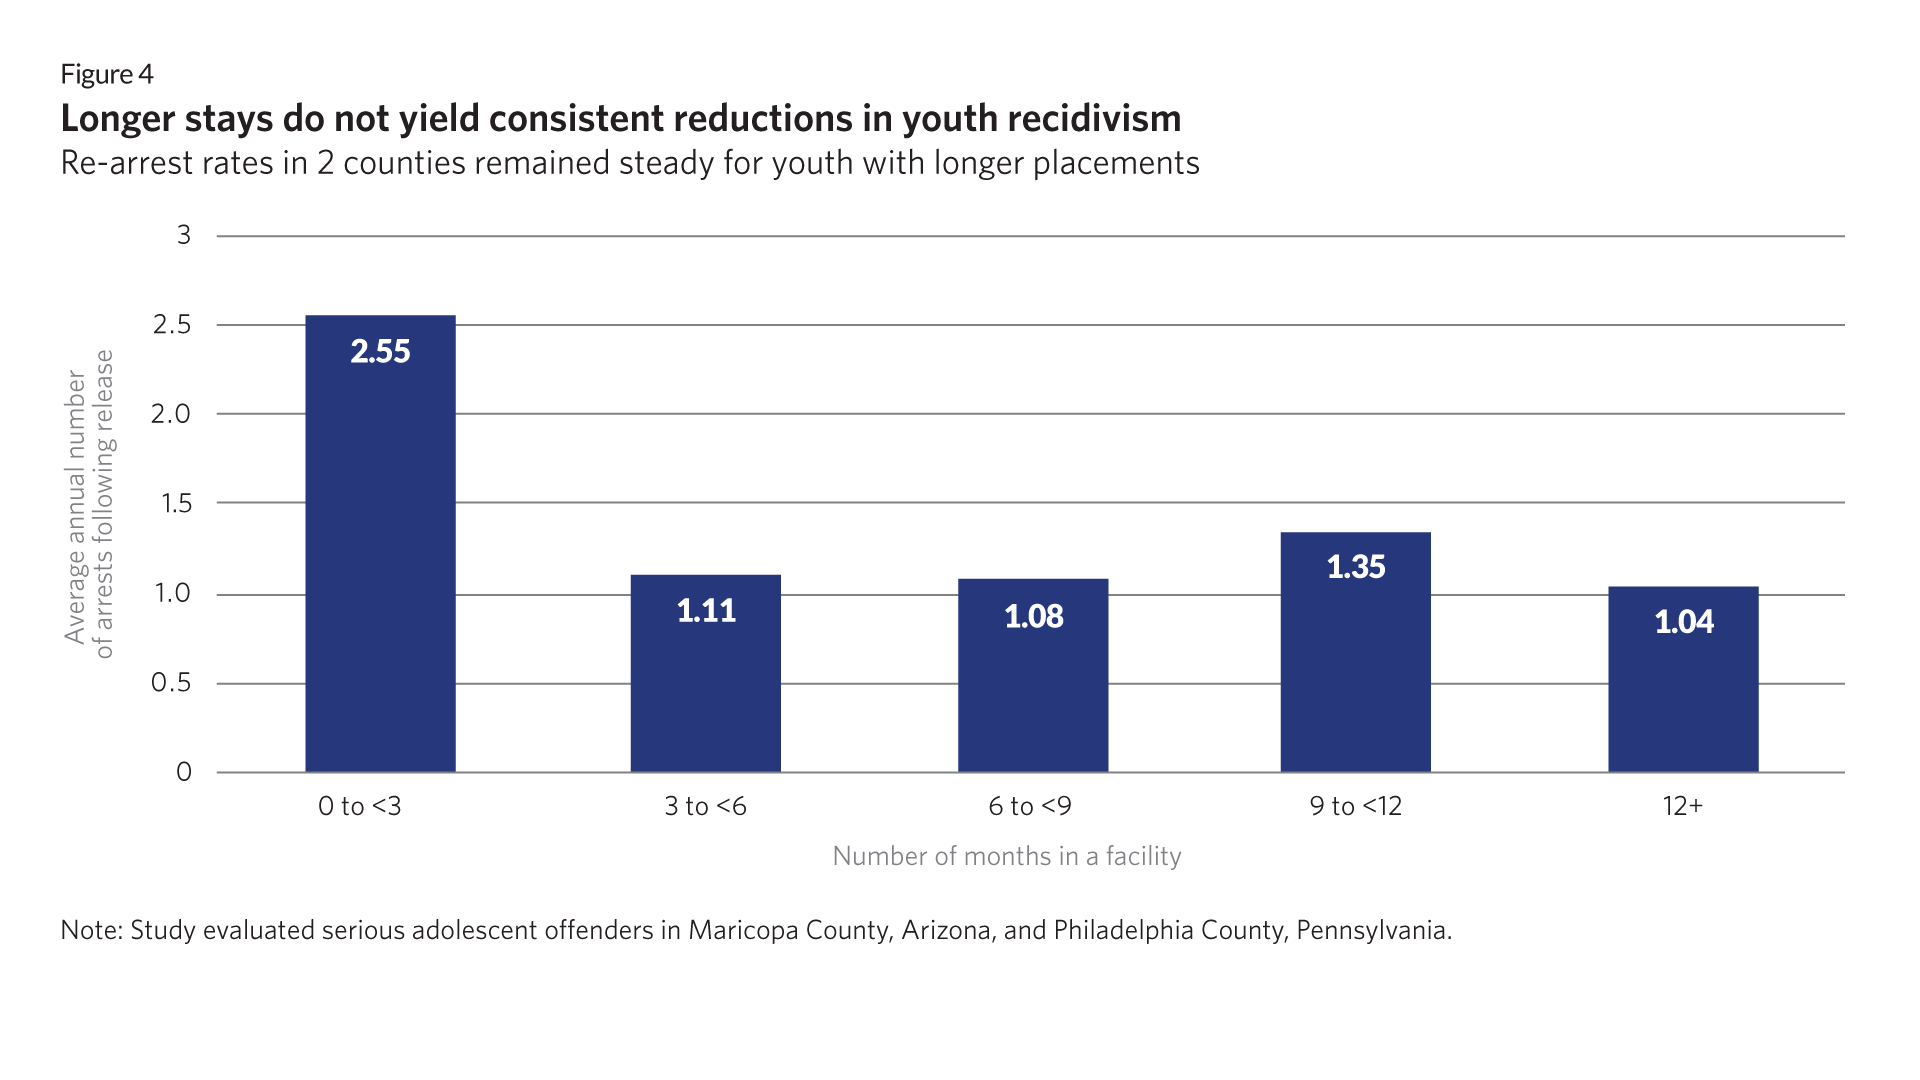 Figure 4
Longer stays do not yield consistent reductions in youth recidivism
Re-arrest rates in 2 counties remained steady for youth with longer placements
Average annual number
of arrests following release
3
2.5
2.0
1.5
1.0
0.5
0
2.55
1.11
1.08
1.35
1.04
0 to <3
3 to <6
6 to <9
9 to <12
12+
Number of months in a facility
Note: Study evaluated serious adolescent offenders in Maricopa County, Arizona, and Philadelphia County, Pennsylvania.